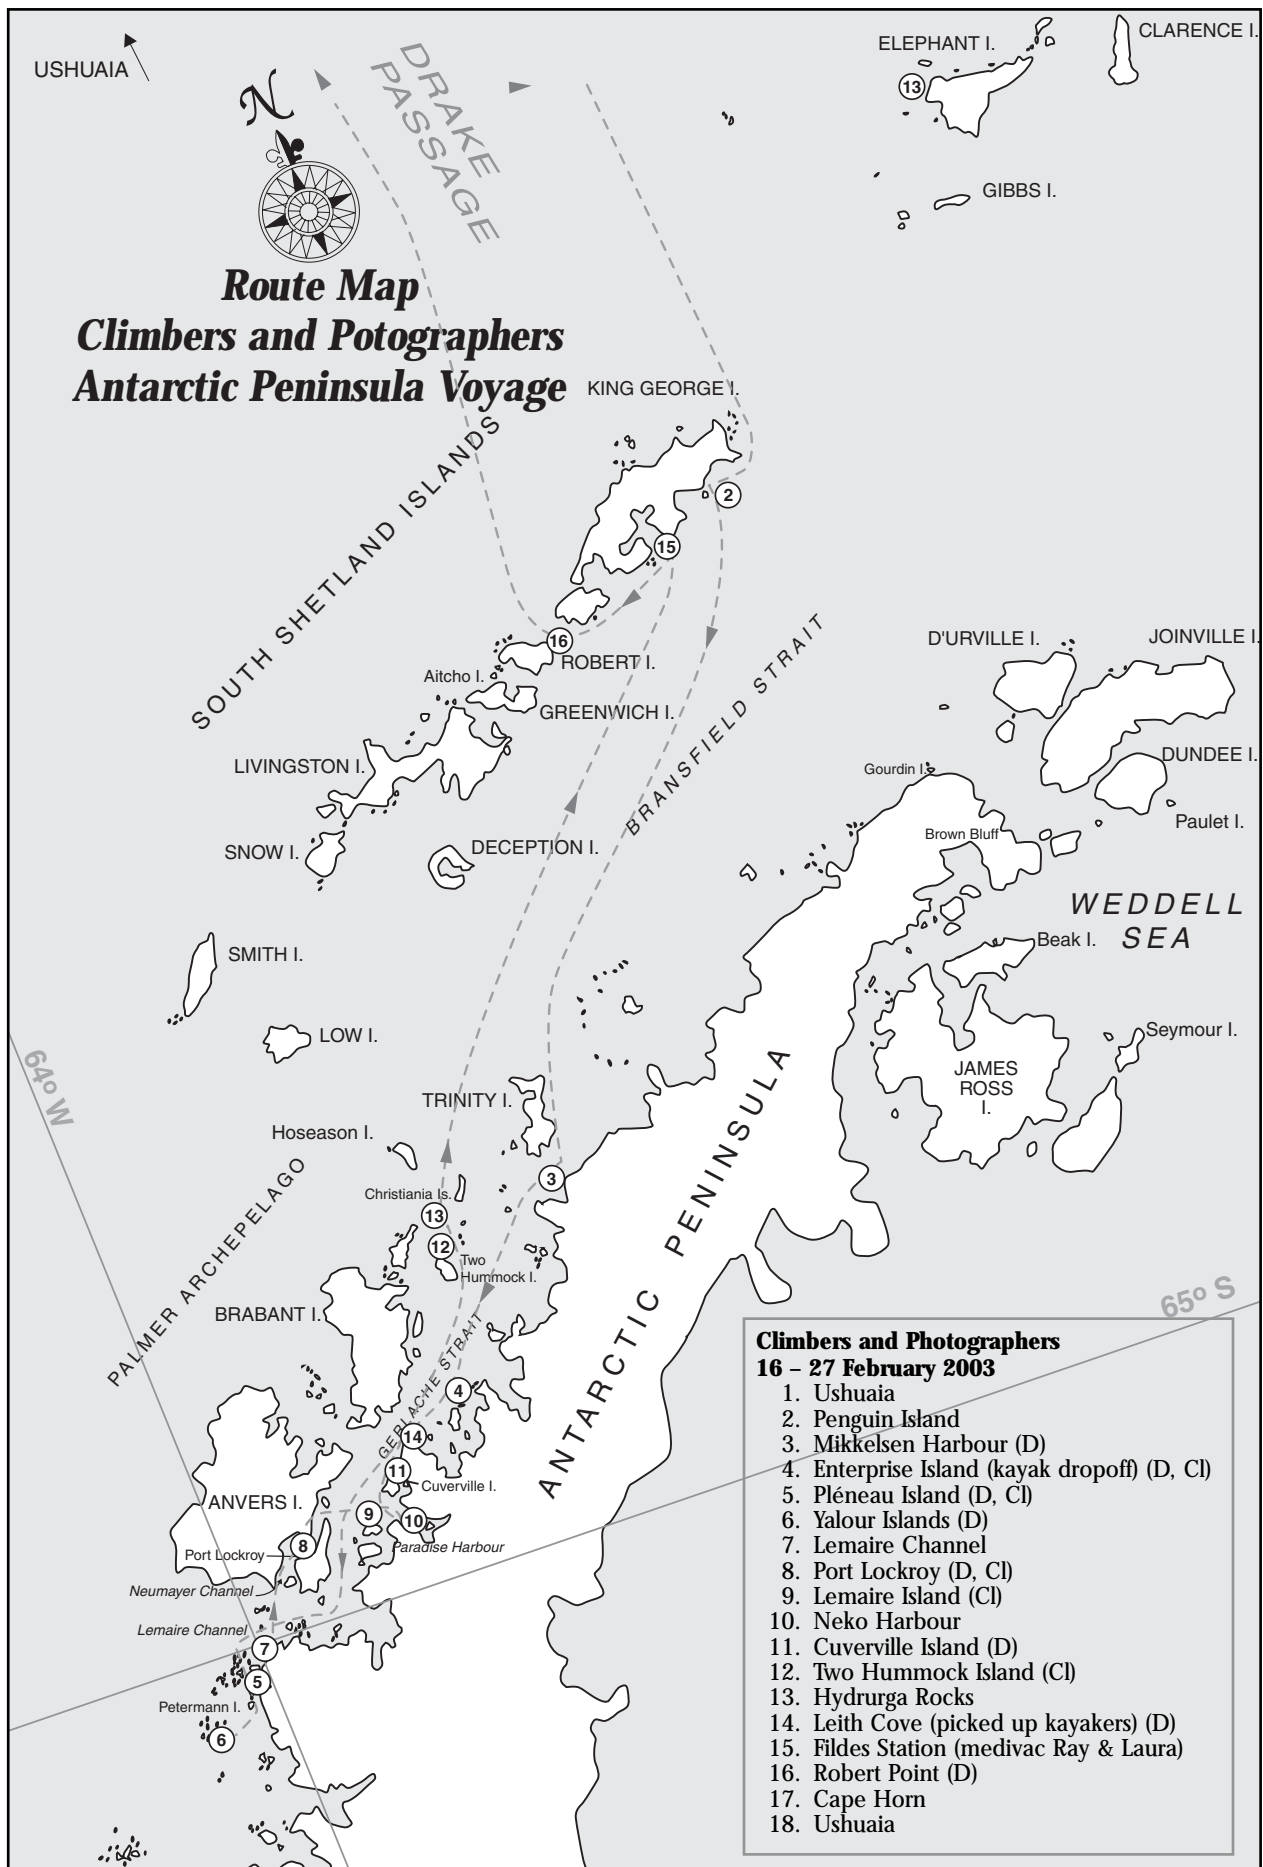 USHUAIA
N
DRAKE
PASSAGE
ELEPHANT I.
CLARENCE I.
13
GIBBS I.
Route Map
Climbers and Potographers
Antarctic Peninsula Voyage
KING GEORGE I.
SOUTH SHETLAND ISLANDS
2
15
16
ROBERT I.
Aitcho I.
GREENWICH I.
BRANSFIELD STRAIT
D'URVILLE I.
JOINVILLE I.
LIVINGSTON I.
DUNDEE I.
Gourdin I.
Paulet I.
Brown Bluff
SNOW I.
DECEPTION I.
WEDDELL
SEA
Beak I.
SMITH I.
LOW I.
Seymour I.
64o W
JAMES
ROSS
I.
TRINITY I.
Hoseason I.
ANTARCTIC PENINSULA
3
Christiania Is.
13
12
Two
Hummock I.
PALMER ARCHEPELAGO
BRABANT I.
GERLACHE STRAIT
65o S
4
14
11
Cuverville I.
ANVERS I.
9
10
8
Paradise Harbour
Port Lockroy
Neumayer Channel
Lemaire Channel
7
5
Petermann I.
6
Climbers and Photographers
16 – 27 February 2003
1. Ushuaia
2. Penguin Island
3. Mikkelsen Harbour (D)
4. Enterprise Island (kayak dropoff) (D, Cl)
5. Pléneau Island (D, Cl)
6. Yalour Islands (D)
7. Lemaire Channel
8. Port Lockroy (D, Cl)
9. Lemaire Island (Cl)
10. Neko Harbour
11. Cuverville Island (D)
12. Two Hummock Island (Cl)
13. Hydrurga Rocks
14. Leith Cove (picked up kayakers) (D)
15. Fildes Station (medivac Ray & Laura)
16. Robert Point (D)
17. Cape Horn
18. Ushuaia